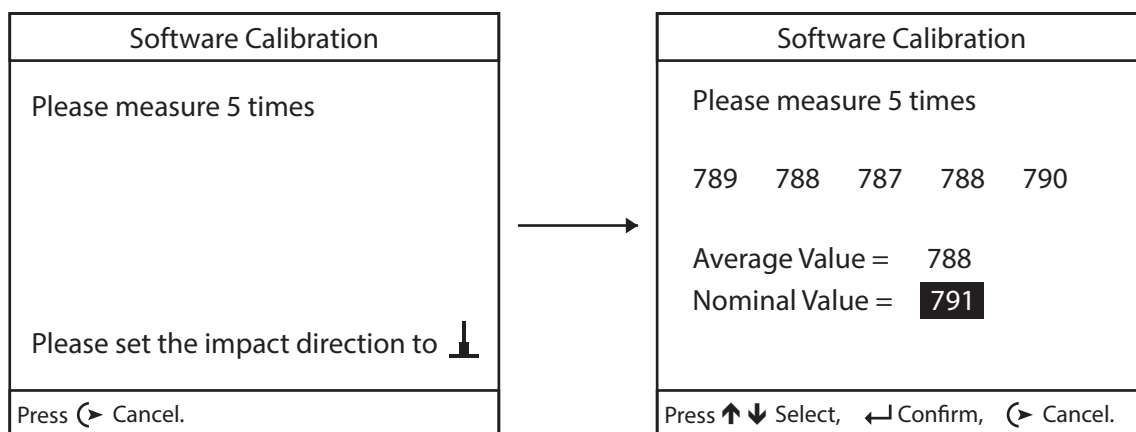 Software Calibration
Please measure 5 times
Please set the impact direction to
Press Cancel.
Software Calibration
Please measure 5 times
789 788 787 788 790
Average Value = 788
Nominal Value = 791
Press ↑ ↓ Select, ↵ Confirm, Cancel.